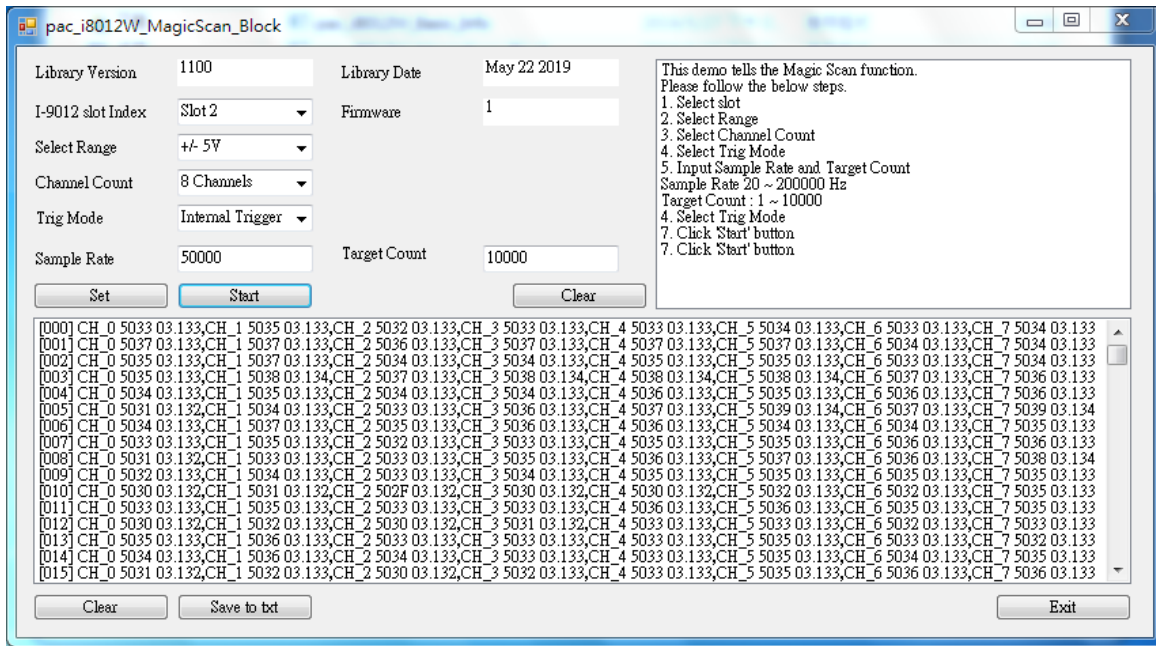 pac_i8012W_MagicScan_Block
Library Version 1100 Library Date May 22 2019
I-9012 slot Index Slot 2 Firmware 1
Select Range +/- 5V
Channel Count 8 Channels
Trig Mode Internal Trigger
Sample Rate 50000 Target Count 10000
Set Start Clear
This demo tells the Magic Scan function.
Please follow the below steps.
1. Select slot
2. Select Range
3. Select Channel Count
4. Select Trig Mode
5. Input Sample Rate and Target Count
Sample Rate 20 ~ 200000 Hz
Target Count : 1 ~ 10000
4. Select Trig Mode
7. Click 'Start' button
7. Click 'Start' button
[000] CH_0 5033 03.133,CH_1 5035 03.133,CH_2 5032 03.133,CH_3 5033 03.133,CH_4 5033 03.133,CH_5 5034 03.133,CH_6 5033 03.133,CH_7 5034 03.133
[001] CH_0 5037 03.133,CH_1 5037 03.133,CH_2 5036 03.133,CH_3 5037 03.133,CH_4 5037 03.133,CH_5 5037 03.133,CH_6 5034 03.133,CH_7 5034 03.133
[002] CH_0 5035 03.133,CH_1 5037 03.133,CH_2 5034 03.133,CH_3 5034 03.133,CH_4 5035 03.133,CH_5 5035 03.133,CH_6 5033 03.133,CH_7 5034 03.133
[003] CH_0 5035 03.133,CH_1 5038 03.134,CH_2 5037 03.133,CH_3 5038 03.134,CH_4 5038 03.134,CH_5 5038 03.134,CH_6 5037 03.133,CH_7 5036 03.133
[004] CH_0 5034 03.133,CH_1 5035 03.133,CH_2 5034 03.133,CH_3 5034 03.133,CH_4 5036 03.133,CH_5 5035 03.133,CH_6 5036 03.133,CH_7 5036 03.133
[005] CH_0 5031 03.132,CH_1 5034 03.133,CH_2 5033 03.133,CH_3 5036 03.133,CH_4 5037 03.133,CH_5 5039 03.134,CH_6 5037 03.133,CH_7 5039 03.134
[006] CH_0 5034 03.133,CH_1 5037 03.133,CH_2 5035 03.133,CH_3 5036 03.133,CH_4 5036 03.133,CH_5 5034 03.133,CH_6 5034 03.133,CH_7 5034 03.133
[007] CH_0 5033 03.133,CH_1 5035 03.133,CH_2 5032 03.133,CH_3 5033 03.133,CH_4 5035 03.133,CH_5 5035 03.133,CH_6 5036 03.133,CH_7 5036 03.133
[008] CH_0 5031 03.132,CH_1 5033 03.133,CH_2 5033 03.133,CH_3 5035 03.133,CH_4 5036 03.133,CH_5 5037 03.133,CH_6 5036 03.133,CH_7 5038 03.134
[009] CH_0 5032 03.133,CH_1 5034 03.133,CH_2 5033 03.133,CH_3 5034 03.133,CH_4 5035 03.133,CH_5 5035 03.133,CH_6 5035 03.133,CH_7 5035 03.133
[010] CH_0 5030 03.132,CH_1 5031 03.132,CH_2 502F 03.132,CH_3 5030 03.132,CH_4 5030 03.132,CH_5 5032 03.133,CH_6 5032 03.133,CH_7 5035 03.133
[011] CH_0 5033 03.133,CH_1 5035 03.133,CH_2 5033 03.133,CH_3 5033 03.133,CH_4 5036 03.133,CH_5 5036 03.133,CH_6 5035 03.133,CH_7 5035 03.133
[012] CH_0 5030 03.132,CH_1 5032 03.133,CH_2 5030 03.132,CH_3 5031 03.132,CH_4 5033 03.133,CH_5 5033 03.133,CH_6 5032 03.133,CH_7 5033 03.133
[013] CH_0 5035 03.133,CH_1 5036 03.133,CH_2 5033 03.133,CH_3 5033 03.133,CH_4 5035 03.133,CH_5 5034 03.133,CH_6 5033 03.133,CH_7 5032 03.133
[014] CH_0 5034 03.133,CH_1 5036 03.133,CH_2 5034 03.133,CH_3 5033 03.133,CH_4 5035 03.133,CH_5 5035 03.133,CH_6 5034 03.133,CH_7 5035 03.133
[015] CH_0 5031 03.132,CH_1 5032 03.133,CH_2 5030 03.132,CH_3 5032 03.133,CH_4 5033 03.133,CH_5 5035 03.133,CH_6 5036 03.133,CH_7 5036 03.133
Clear Save to txt Exit